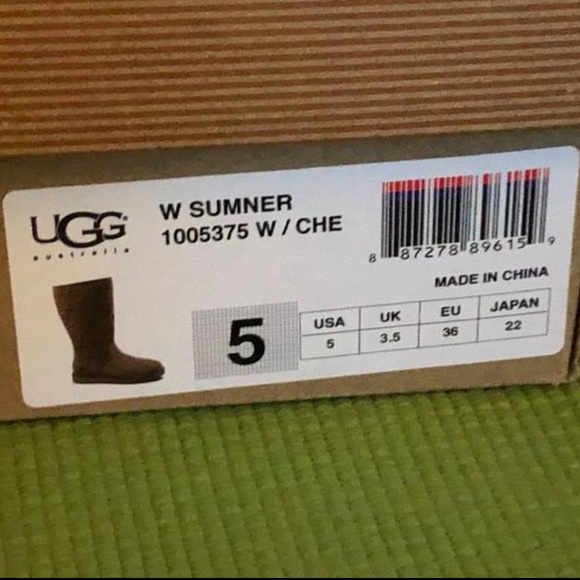 UGG®
australia
W SUMNER
1005375 W / CHE
8 87278 89615 9
MADE IN CHINA
5
USA UK EU JAPAN
5 3.5 36 22